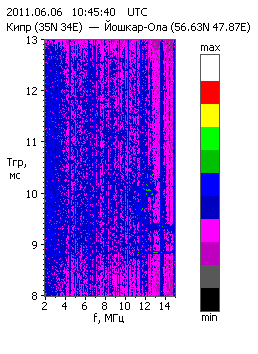 2011.06.06 10:45:40 UTC
Кипр (35N 34E) — Йошкар-Ола (56.63N 47.87E)
max
13
12
11
Tгр,
мс
10
9
8
2 4 6 8 10 12 14
f, МГц
min